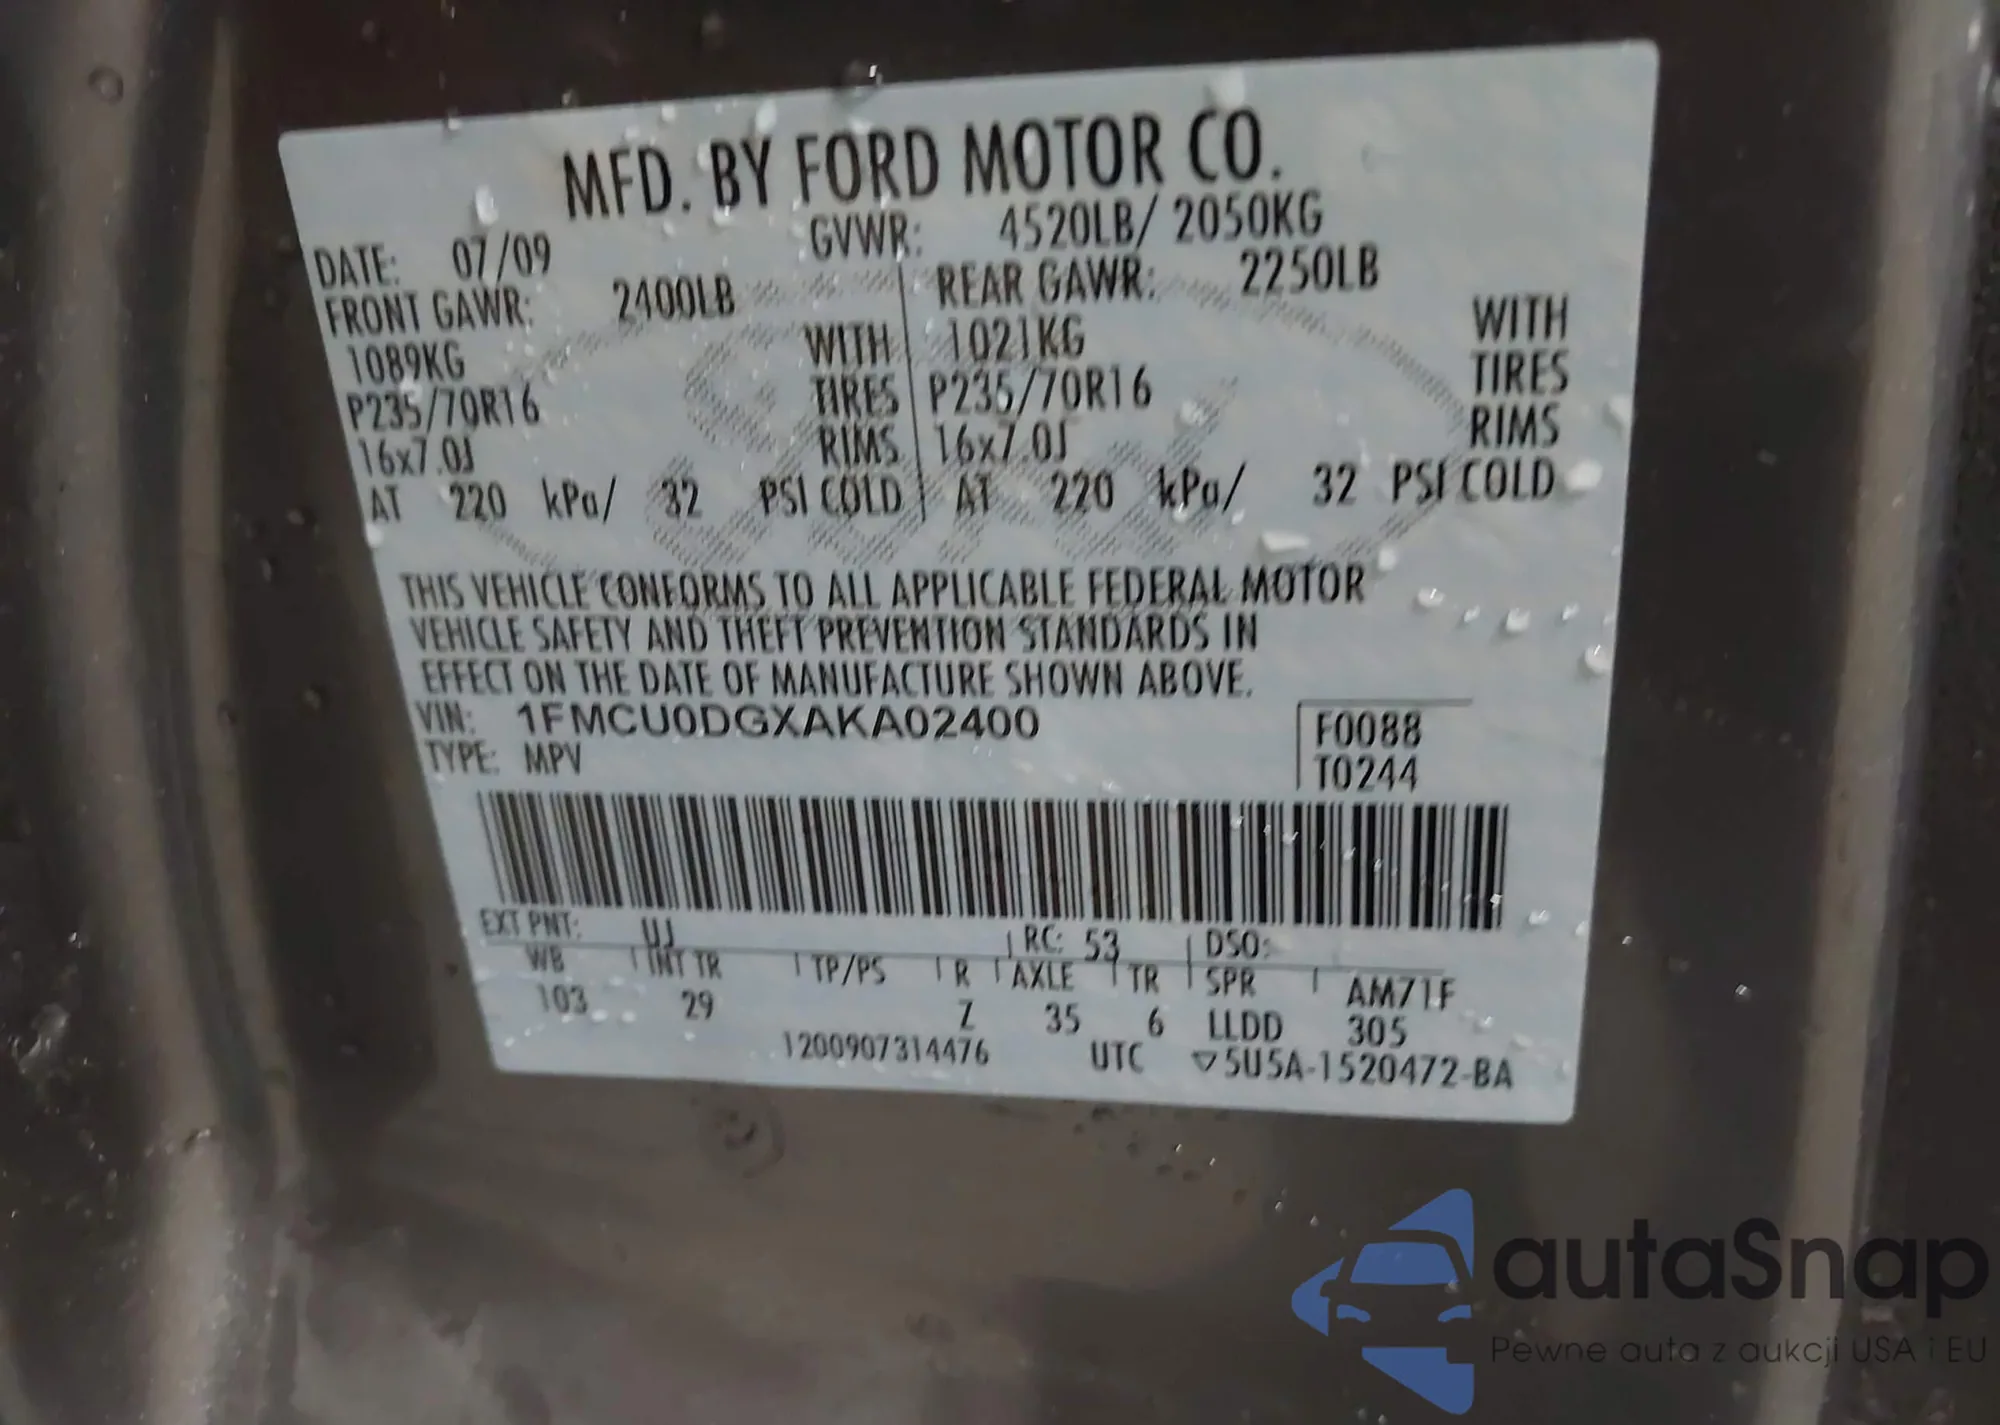 MFD. BY FORD MOTOR CO.
DATE: 07/09 GVWR: 4520LB/ 2050KG
FRONT GAWR: 2400LB REAR GAWR: 2250LB
1089KG WITH 1021KG WITH
P235/70R16 TIRES P235/70R16 TIRES
16x7.0J RIMS 16x7.0J RIMS
AT 220 kPa/ 32 PSI COLD AT 220 kPa/ 32 PSI COLD
THIS VEHICLE CONFORMS TO ALL APPLICABLE FEDERAL MOTOR
VEHICLE SAFETY AND THEFT PREVENTION STANDARDS IN
EFFECT ON THE DATE OF MANUFACTURE SHOWN ABOVE.
VIN: 1FMCU0DGXAKA02400 F0088
TYPE: MPV T0244
EXT PNT: UJ RC: 53 DSO:
WB INT TR TP/PS R AXLE TR SPR AM71F
103 29 Z 35 6 LLDD 305
1200907314476 UTC ▽5U5A-1520472-BA
autaSnap
Pewne auta z aukcji USA i EU